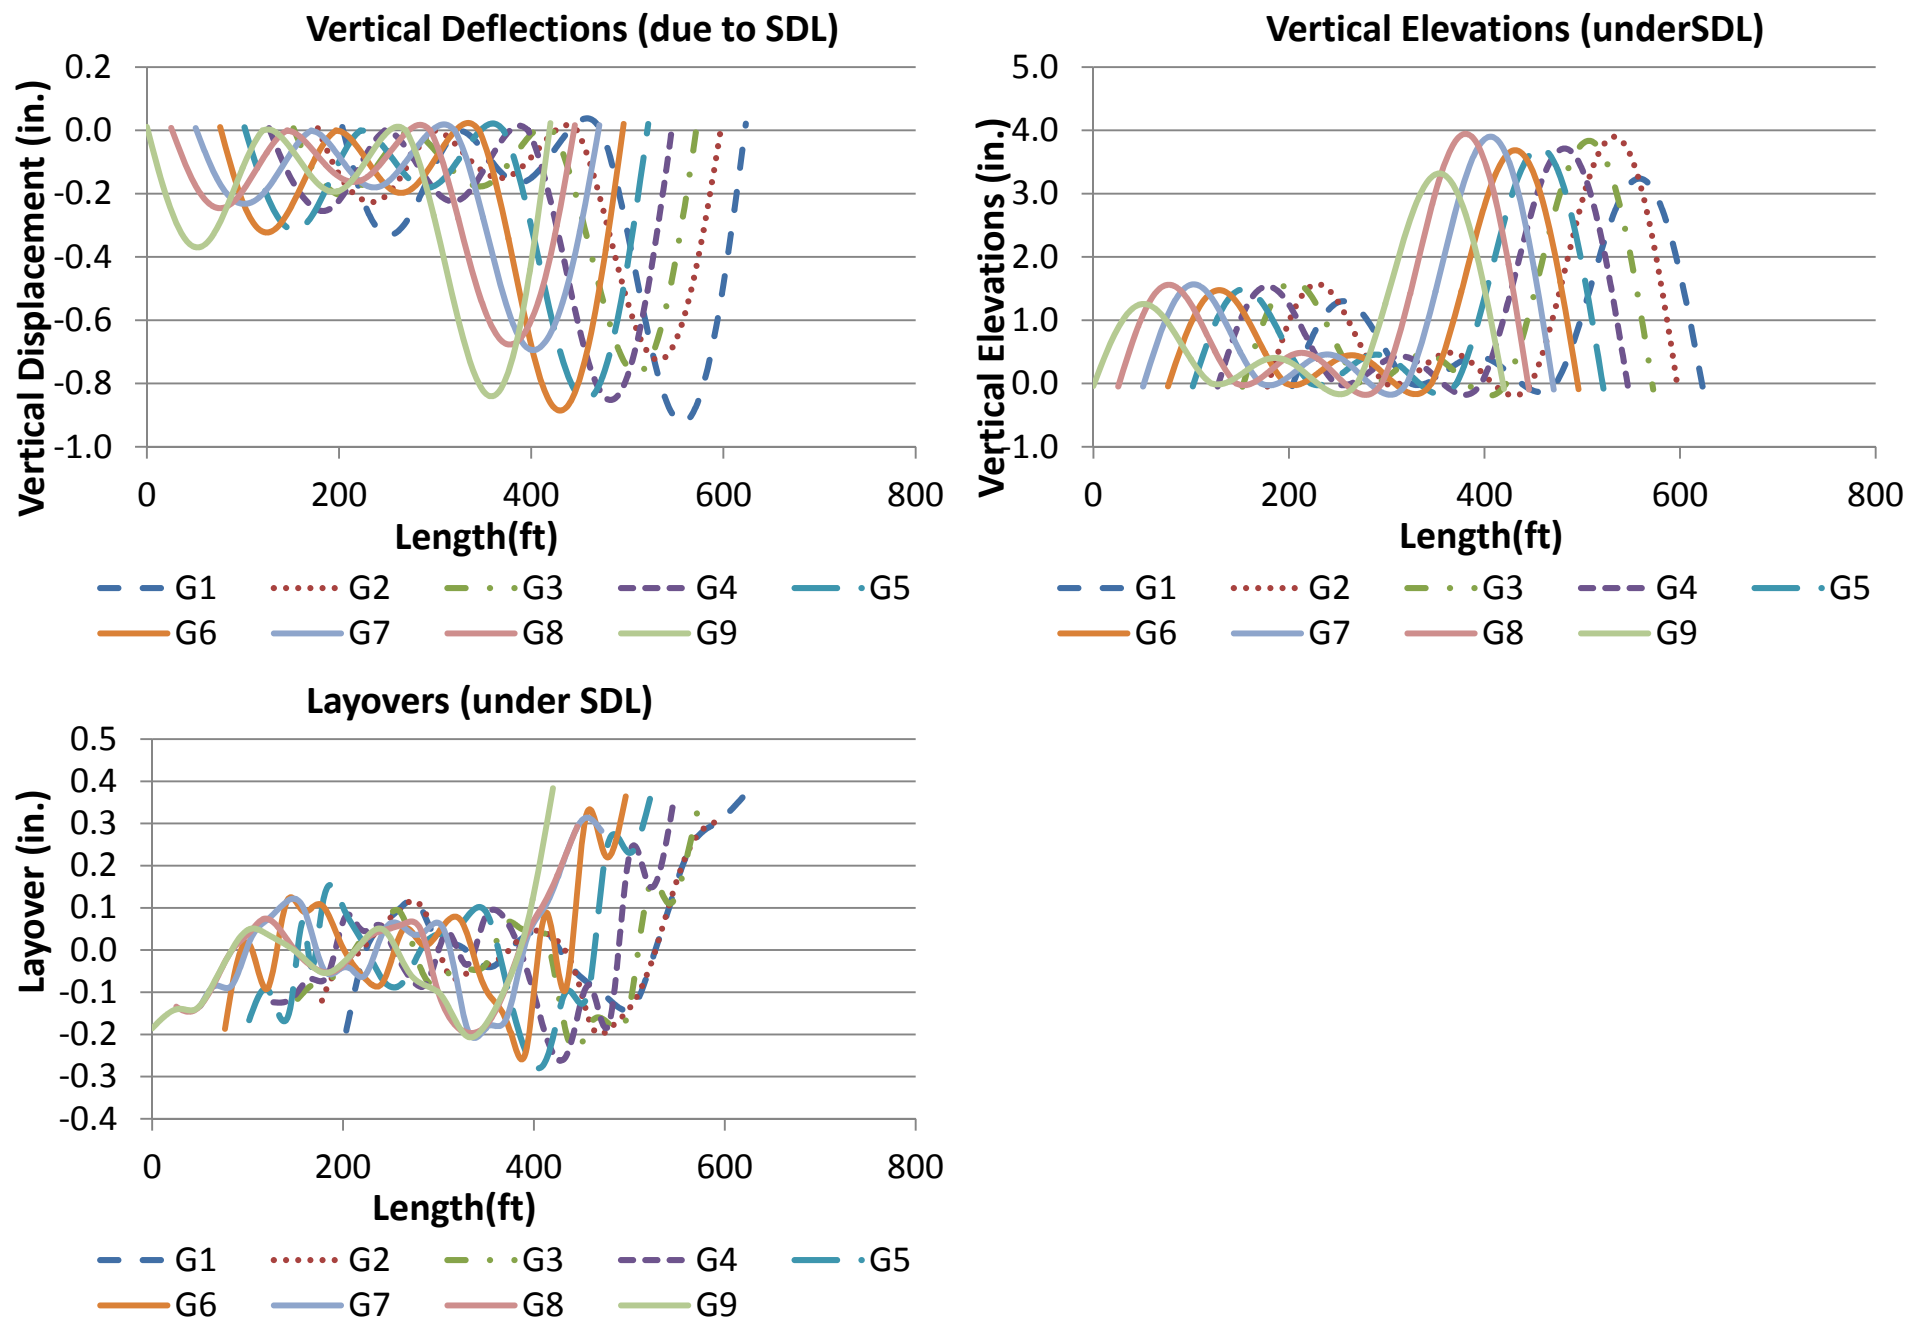 Vertical Deflections (due to SDL)
Vertical Displacement (in.)
0.2
0.0
-0.2
-0.4
-0.6
-0.8
-1.0
0 200 400 600 800
Length(ft)
G1 G2 G3 G4 G5
G6 G7 G8 G9
Vertical Elevations (underSDL)
Vertical Elevations (in.)
5.0
4.0
3.0
2.0
1.0
0.0
-1.0
0 200 400 600 800
Length(ft)
G1 G2 G3 G4 G5
G6 G7 G8 G9
Layovers (under SDL)
Layover (in.)
0.5
0.4
0.3
0.2
0.1
0.0
-0.1
-0.2
-0.3
-0.4
0 200 400 600 800
Length(ft)
G1 G2 G3 G4 G5
G6 G7 G8 G9